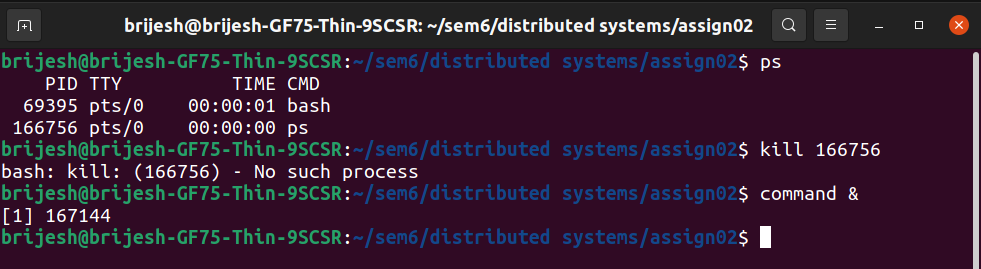 brijesh@brijesh-GF75-Thin-9SCSR: ~/sem6/distributed systems/assign02
brijesh@brijesh-GF75-Thin-9SCSR:~/sem6/distributed systems/assign02$ ps
    PID TTY          TIME CMD
  69395 pts/0    00:00:01 bash
 166756 pts/0    00:00:00 ps
brijesh@brijesh-GF75-Thin-9SCSR:~/sem6/distributed systems/assign02$ kill 166756
bash: kill: (166756) - No such process
brijesh@brijesh-GF75-Thin-9SCSR:~/sem6/distributed systems/assign02$ command &
[1] 167144
brijesh@brijesh-GF75-Thin-9SCSR:~/sem6/distributed systems/assign02$